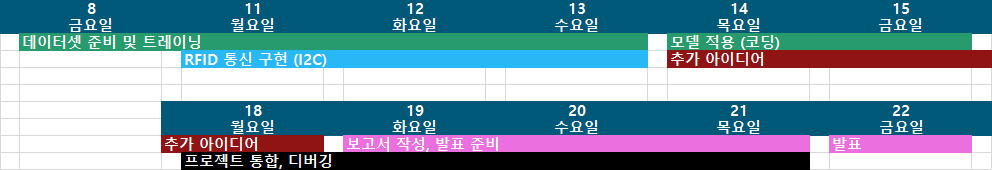 8 11 12 13 14 15
금요일 월요일 화요일 수요일 목요일 금요일
데이터셋 준비 및 트레이닝 모델 적용 (코딩)
RFID 통신 구현 (I2C) 추가 아이디어
18 19 20 21 22
월요일 화요일 수요일 목요일 금요일
추가 아이디어 보고서 작성, 발표 준비 발표
프로젝트 통합, 디버깅